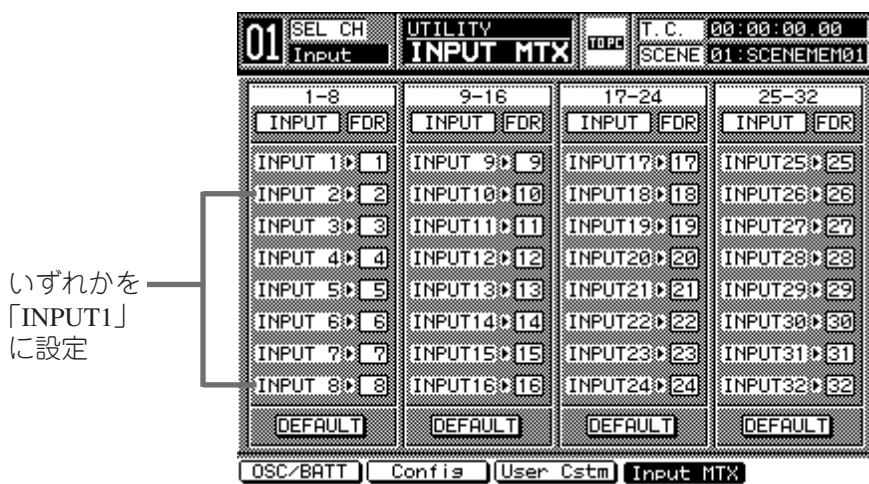 01 SEL CH Input UTILITY INPUT MTX TO PC T.C. 00:00:00.00
SCENE 01:SCENEMEM01
1-8 9-16 17-24 25-32
INPUT FDR INPUT FDR INPUT FDR INPUT FDR
INPUT 1 1 INPUT 9 9 INPUT17 17 INPUT25 25
INPUT 2 2 INPUT10 10 INPUT18 18 INPUT26 26
INPUT 3 3 INPUT11 11 INPUT19 19 INPUT27 27
INPUT 4 4 INPUT12 12 INPUT20 20 INPUT28 28
INPUT 5 5 INPUT13 13 INPUT21 21 INPUT29 29
INPUT 6 6 INPUT14 14 INPUT22 22 INPUT30 30
INPUT 7 7 INPUT15 15 INPUT23 23 INPUT31 31
INPUT 8 8 INPUT16 16 INPUT24 24 INPUT32 32
DEFAULT DEFAULT DEFAULT DEFAULT
OSC/BATT Config User Cstm Input MTX
いずれかを
「INPUT1」
に設定